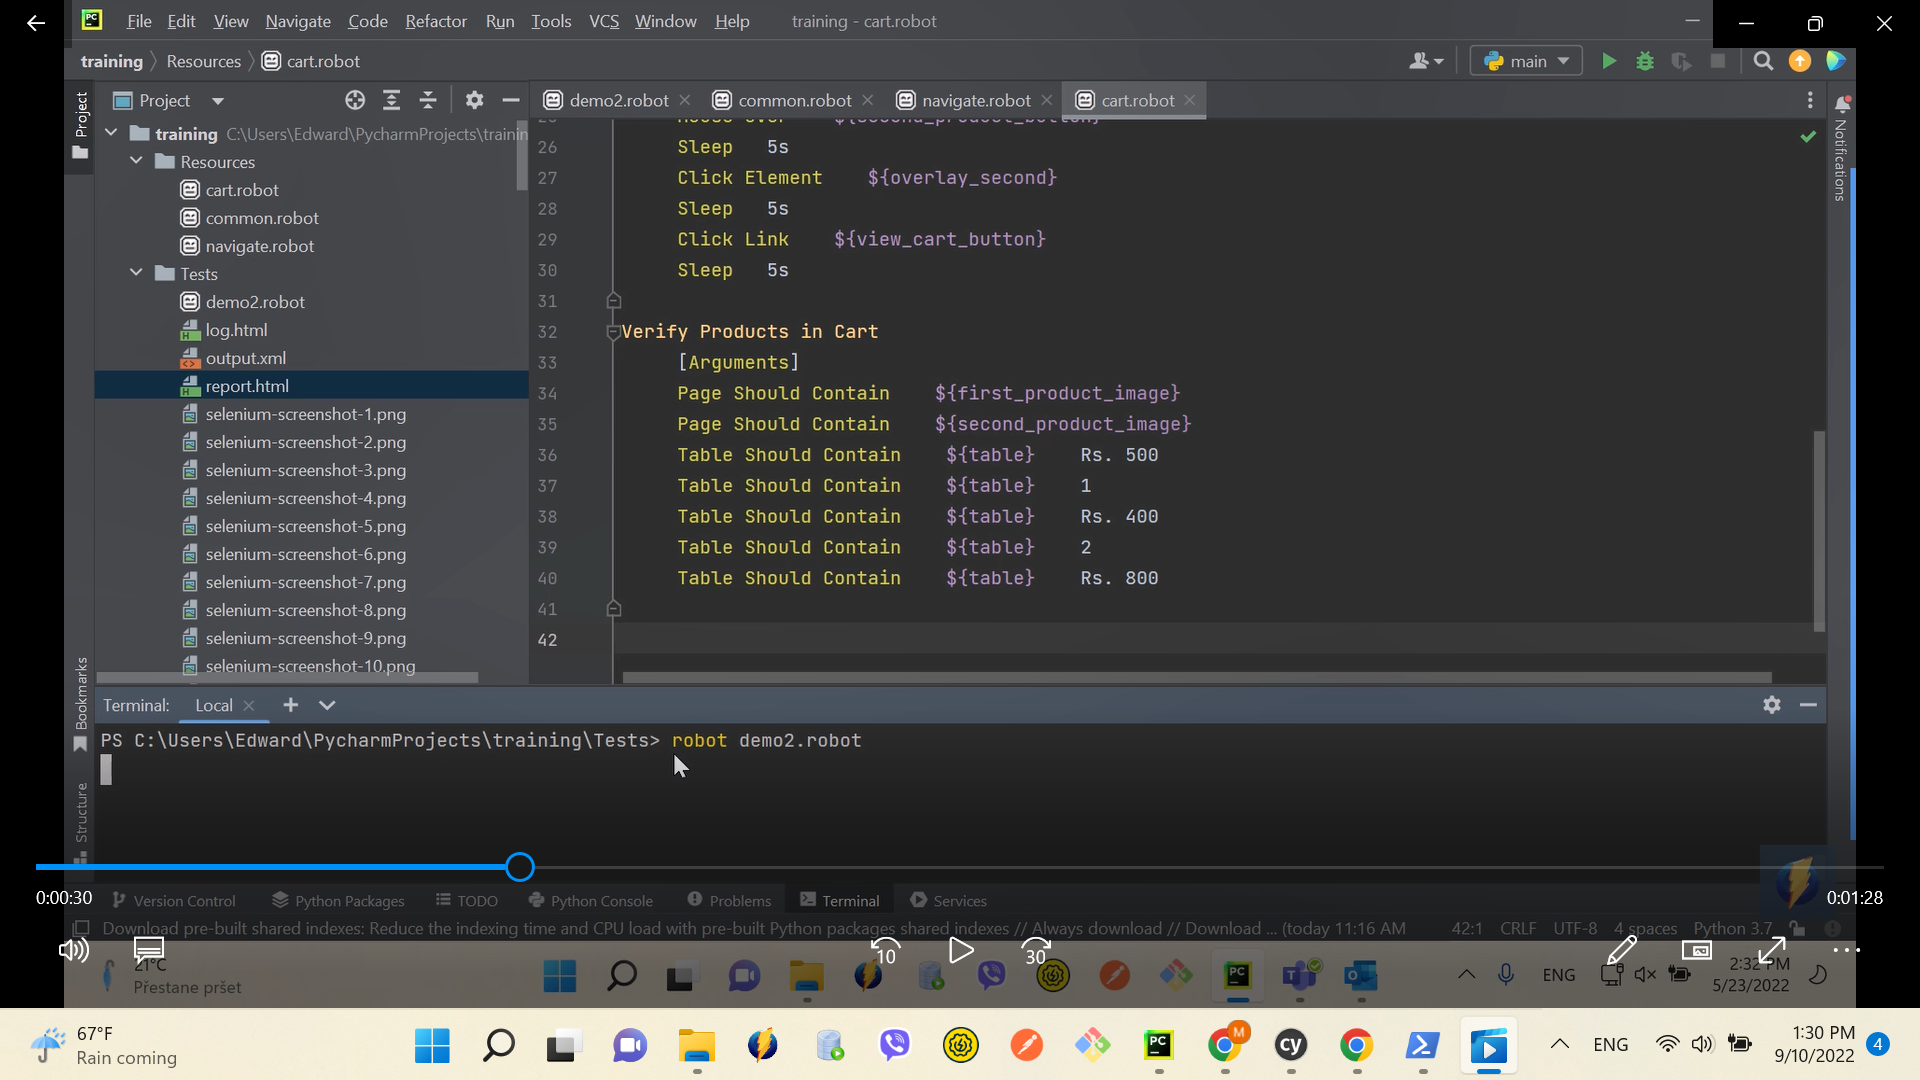 File Edit View Navigate Code Refactor Run Tools VCS Window Help training - cart.robot
training Resources cart.robot
main
Project
demo2.robot common.robot navigate.robot cart.robot
Project
training C:\Users\Edward\PycharmProjects\trainin
Resources
cart.robot
common.robot
navigate.robot
Tests
demo2.robot
log.html
output.xml
report.html
selenium-screenshot-1.png
selenium-screenshot-2.png
selenium-screenshot-3.png
selenium-screenshot-4.png
selenium-screenshot-5.png
selenium-screenshot-6.png
selenium-screenshot-7.png
selenium-screenshot-8.png
selenium-screenshot-9.png
selenium-screenshot-10.png
26 Sleep 5s
27 Click Element ${overlay_second}
28 Sleep 5s
29 Click Link ${view_cart_button}
30 Sleep 5s
31
32 Verify Products in Cart
33 [Arguments]
34 Page Should Contain ${first_product_image}
35 Page Should Contain ${second_product_image}
36 Table Should Contain ${table} Rs. 500
37 Table Should Contain ${table} 1
38 Table Should Contain ${table} Rs. 400
39 Table Should Contain ${table} 2
40 Table Should Contain ${table} Rs. 800
41
42
Notifications
Bookmarks
Structure
Terminal: Local
PS C:\Users\Edward\PycharmProjects\training\Tests> robot demo2.robot
0:00:30
0:01:28
Version Control Python Packages TODO Python Console Problems Terminal Services
Download pre-built shared indexes: Reduce the indexing time and CPU load with pre-built Python packages shared indexes // Always download // Download ... (today 11:16 AM 42:1 CRLF UTF-8 4 spaces Python 3.7
10
30
21°C
Přestane pršet
ENG
2:32 PM
5/23/2022
67°F
Rain coming
M
cy
ENG
1:30 PM
9/10/2022
4